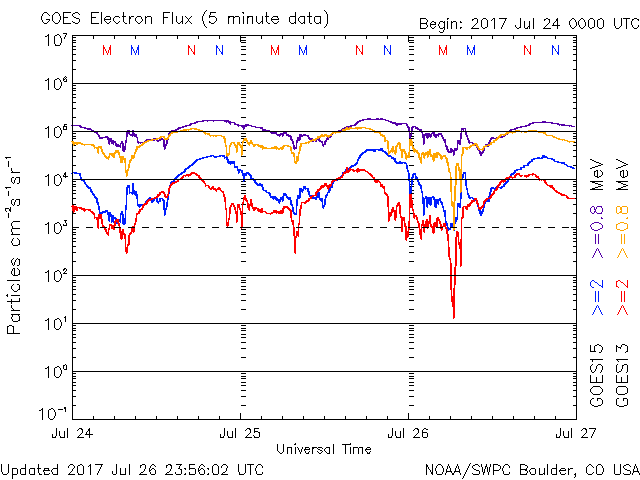 GOES Electron Flux (5 minute data)
Begin: 2017 Jul 24 0000 UTC
10⁷
M M N N M M N N M M N N
10⁶
10⁵
10⁴
10³
10²
10¹
10⁰
10⁻¹
Particles cm⁻²s⁻¹sr⁻¹
GOES15 >=2 >=0.8 MeV
GOES13 >=2 >=0.8 MeV
Jul 24 Jul 25 Jul 26 Jul 27
Universal Time
Updated 2017 Jul 26 23:56:02 UTC
NOAA/SWPC Boulder, CO USA